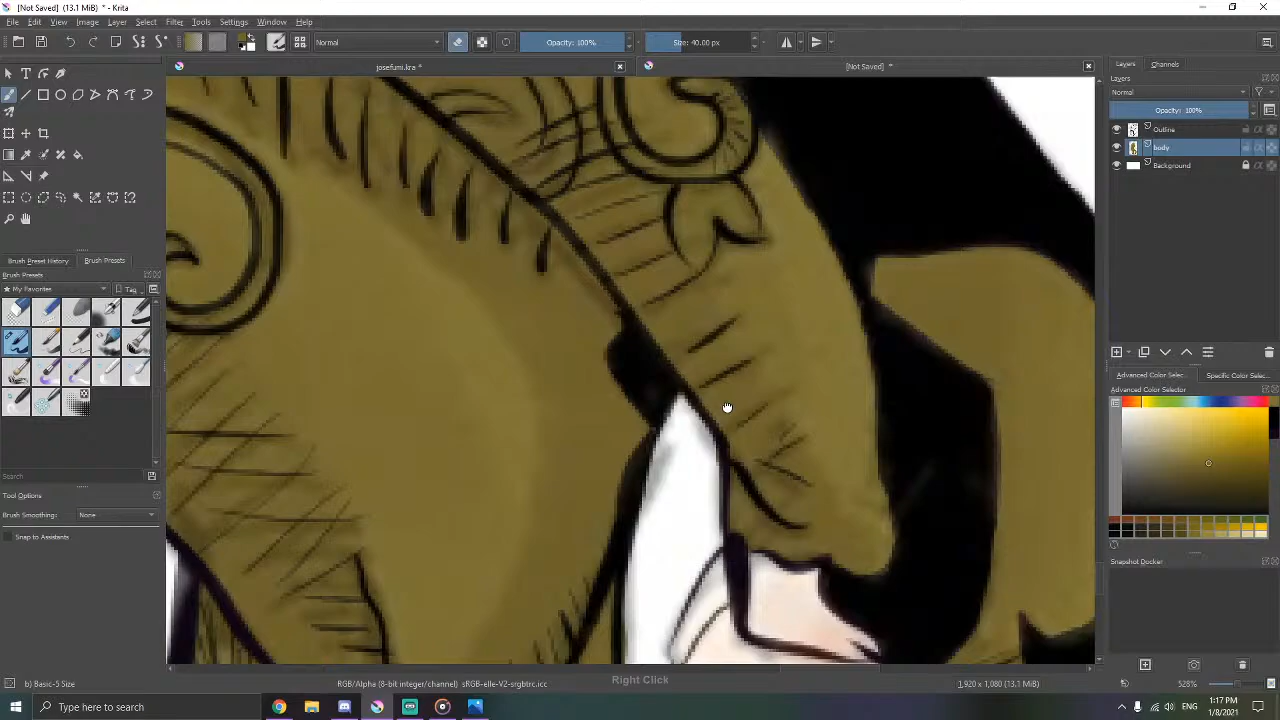 [Not Saved] (13.1 MiB) * - Krita
File Edit View Image Layer Select Filter Tools Settings Window Help
Normal Opacity: 100% Size: 40.00 px
josefumi.kra * [Not Saved] *
Layers Channels
Layers
Normal
Opacity: 100%
Outline
body
Background
Brush Preset History Brush Presets
Brush Presets
My Favorites Tag
Search
Tool Options
Brush Smoothing: None
Snap to Assistants
Advanced Color Selec... Specific Color Selec...
Advanced Color Selector
Snapshot Docker
b) Basic-5 Size RGB/Alpha (8-bit integer/channel) sRGB-elle-V2-srgbtrc.icc Right Click 1,920 x 1,080 (13.1 MiB) 528%
Type here to search ENG 1:17 PM
1/8/2021